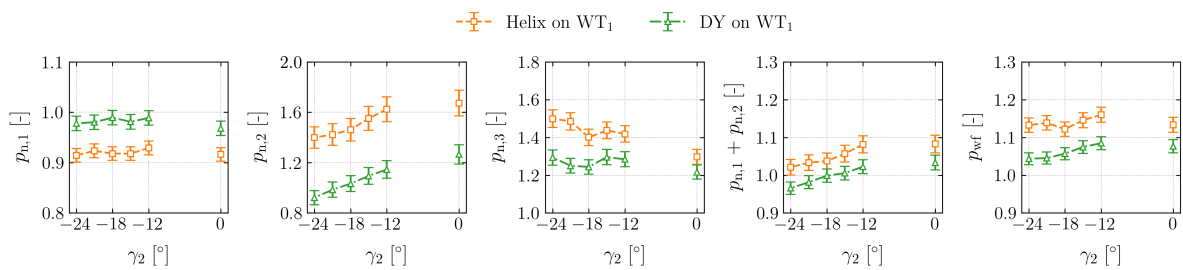 Helix on WT₁ DY on WT₁
pₙ,₁ [-]
1.1
1.0
0.9
0.8
−24 −18 −12 0
γ₂ [°]
pₙ,₂ [-]
2.0
1.6
1.2
0.8
−24 −18 −12 0
γ₂ [°]
pₙ,₃ [-]
1.8
1.6
1.4
1.2
1.0
−24 −18 −12 0
γ₂ [°]
pₙ,₁ + pₙ,₂ [-]
1.3
1.2
1.1
1.0
0.9
−24 −18 −12 0
γ₂ [°]
p_wf [-]
1.3
1.2
1.1
1.0
0.9
−24 −18 −12 0
γ₂ [°]